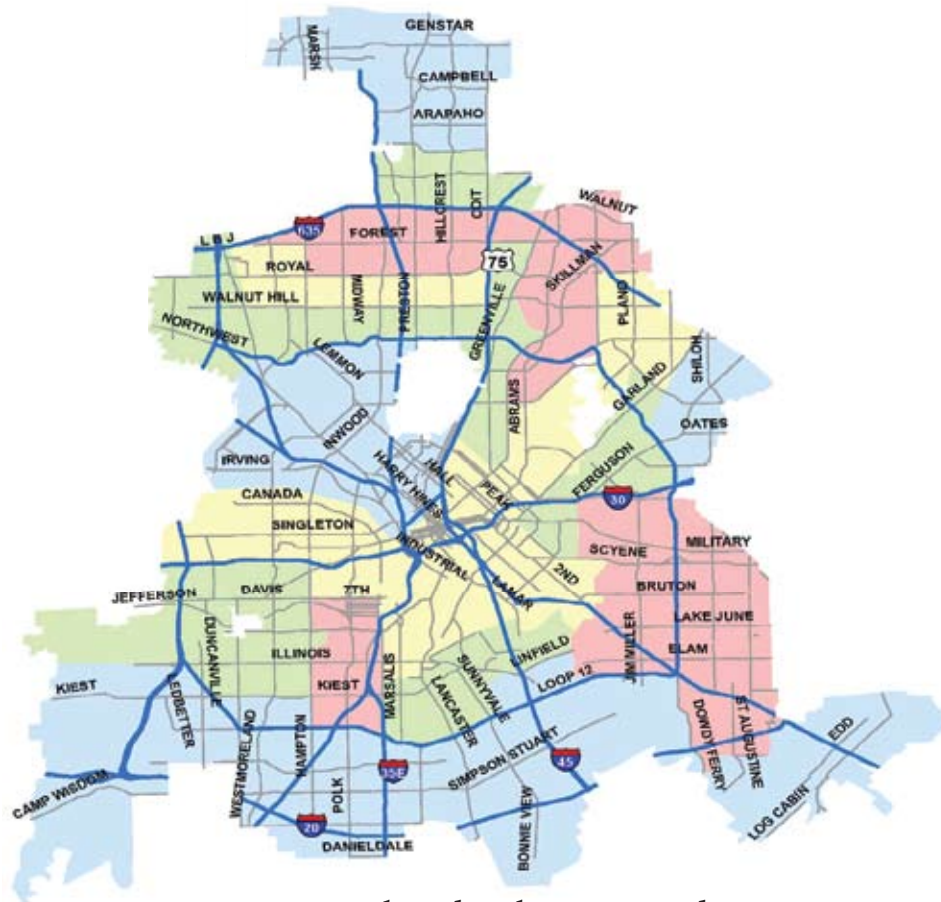 GENSTAR
MARSH
CAMPBELL
ARAPAHO
HILLCREST
COIT
WALNUT
L B J
635
FOREST
ROYAL
75
SKILLMAN
WALNUT HILL
MIDWAY
PRESTON
GREENVILLE
PLANO
NORTHWEST
LEMMON
SHILOH
GARLAND
ABRAMS
OATES
INWOOD
IRVING
HARRY HINES
HALL
PEAK
FERGUSON
30
CANADA
SINGLETON
INDUSTRIAL
SCYENE
MILITARY
2ND
LAMAR
BRUTON
JEFFERSON
DAVIS
7TH
LAKE JUNE
DUNCANVILLE
ILLINOIS
LINFIELD
JIM MILLER
ELAM
KIEST
KIEST
MARSALIS
SUNNYVALE
LANCASTER
LOOP 12
LEDBETTER
WESTMORELAND
HAMPTON
DOWDY FERRY
ST AUGUSTINE
EDD
SIMPSON STUART
45
35E
POLK
CAMP WISDOM
20
DANIELDALE
BONNIE VIEW
LOG CABIN